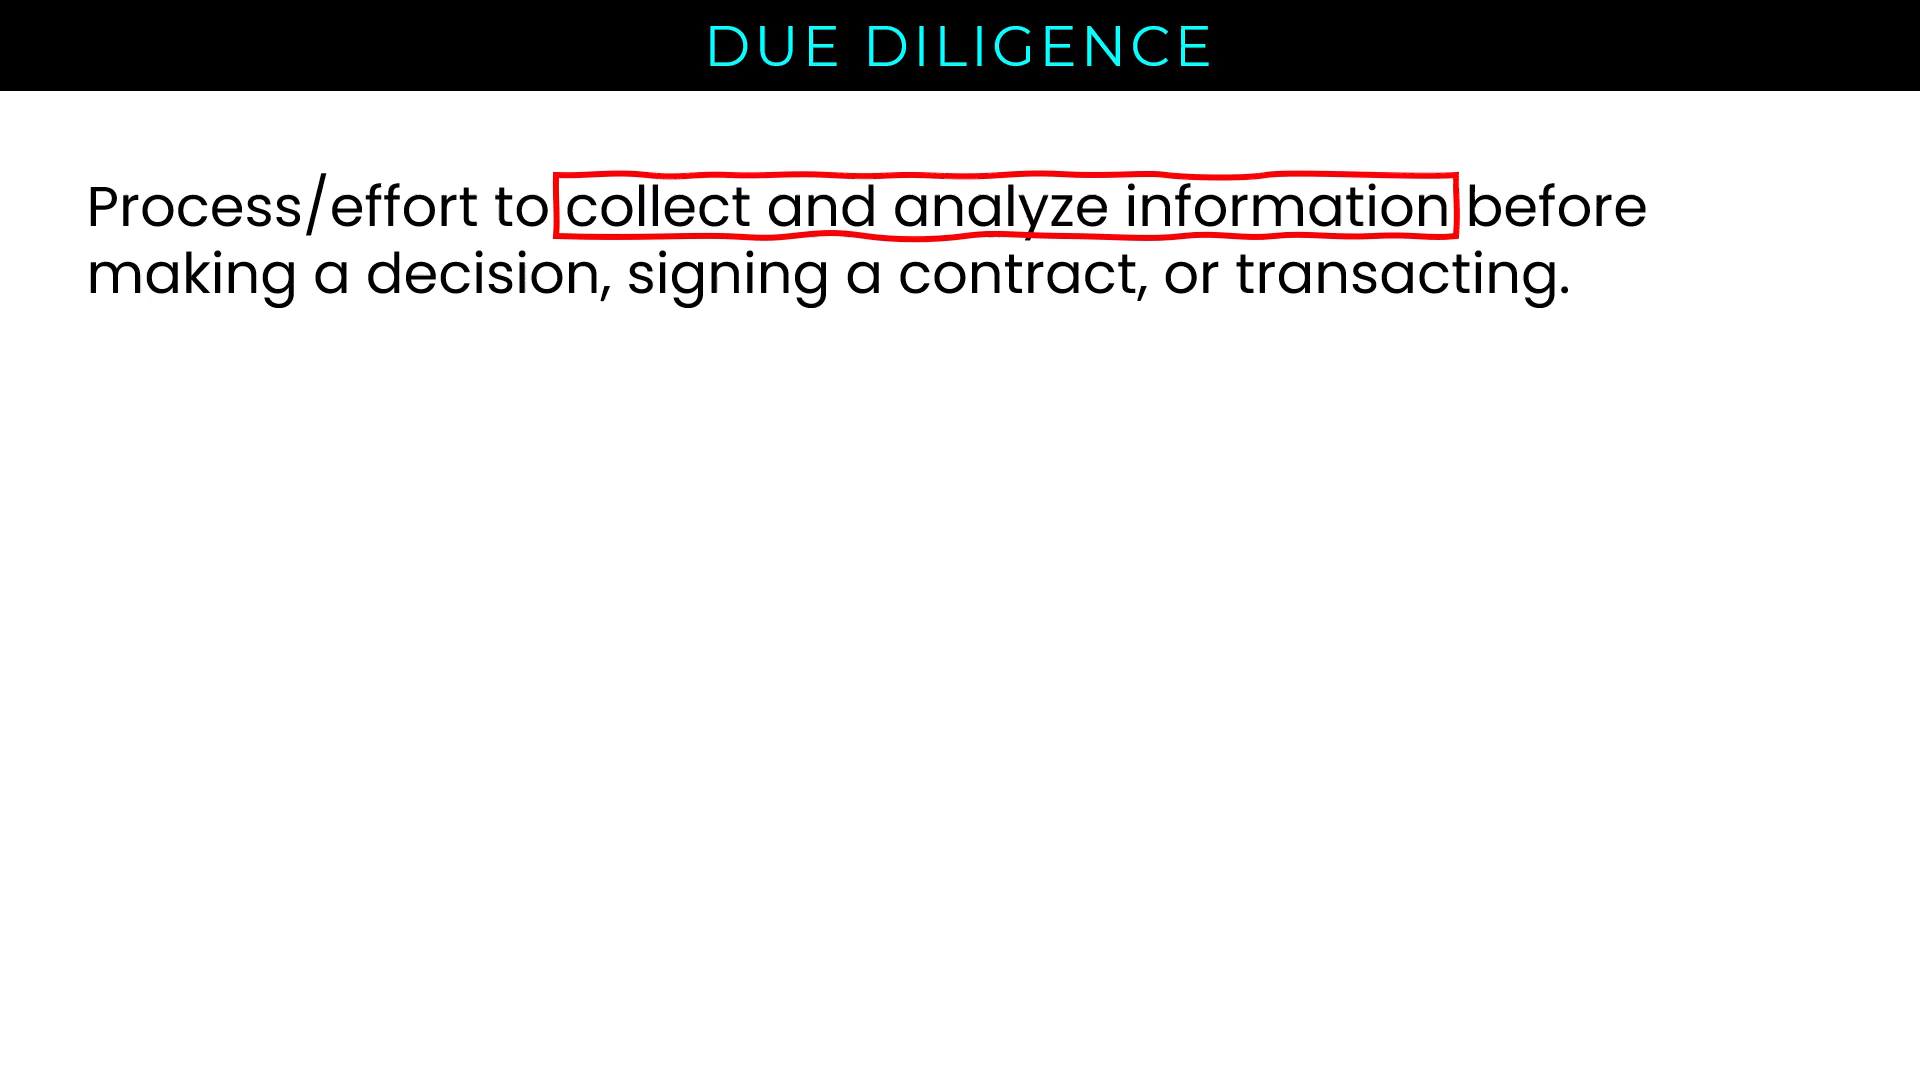 DUE DILIGENCE
Process/effort to collect and analyze information before
making a decision, signing a contract, or transacting.